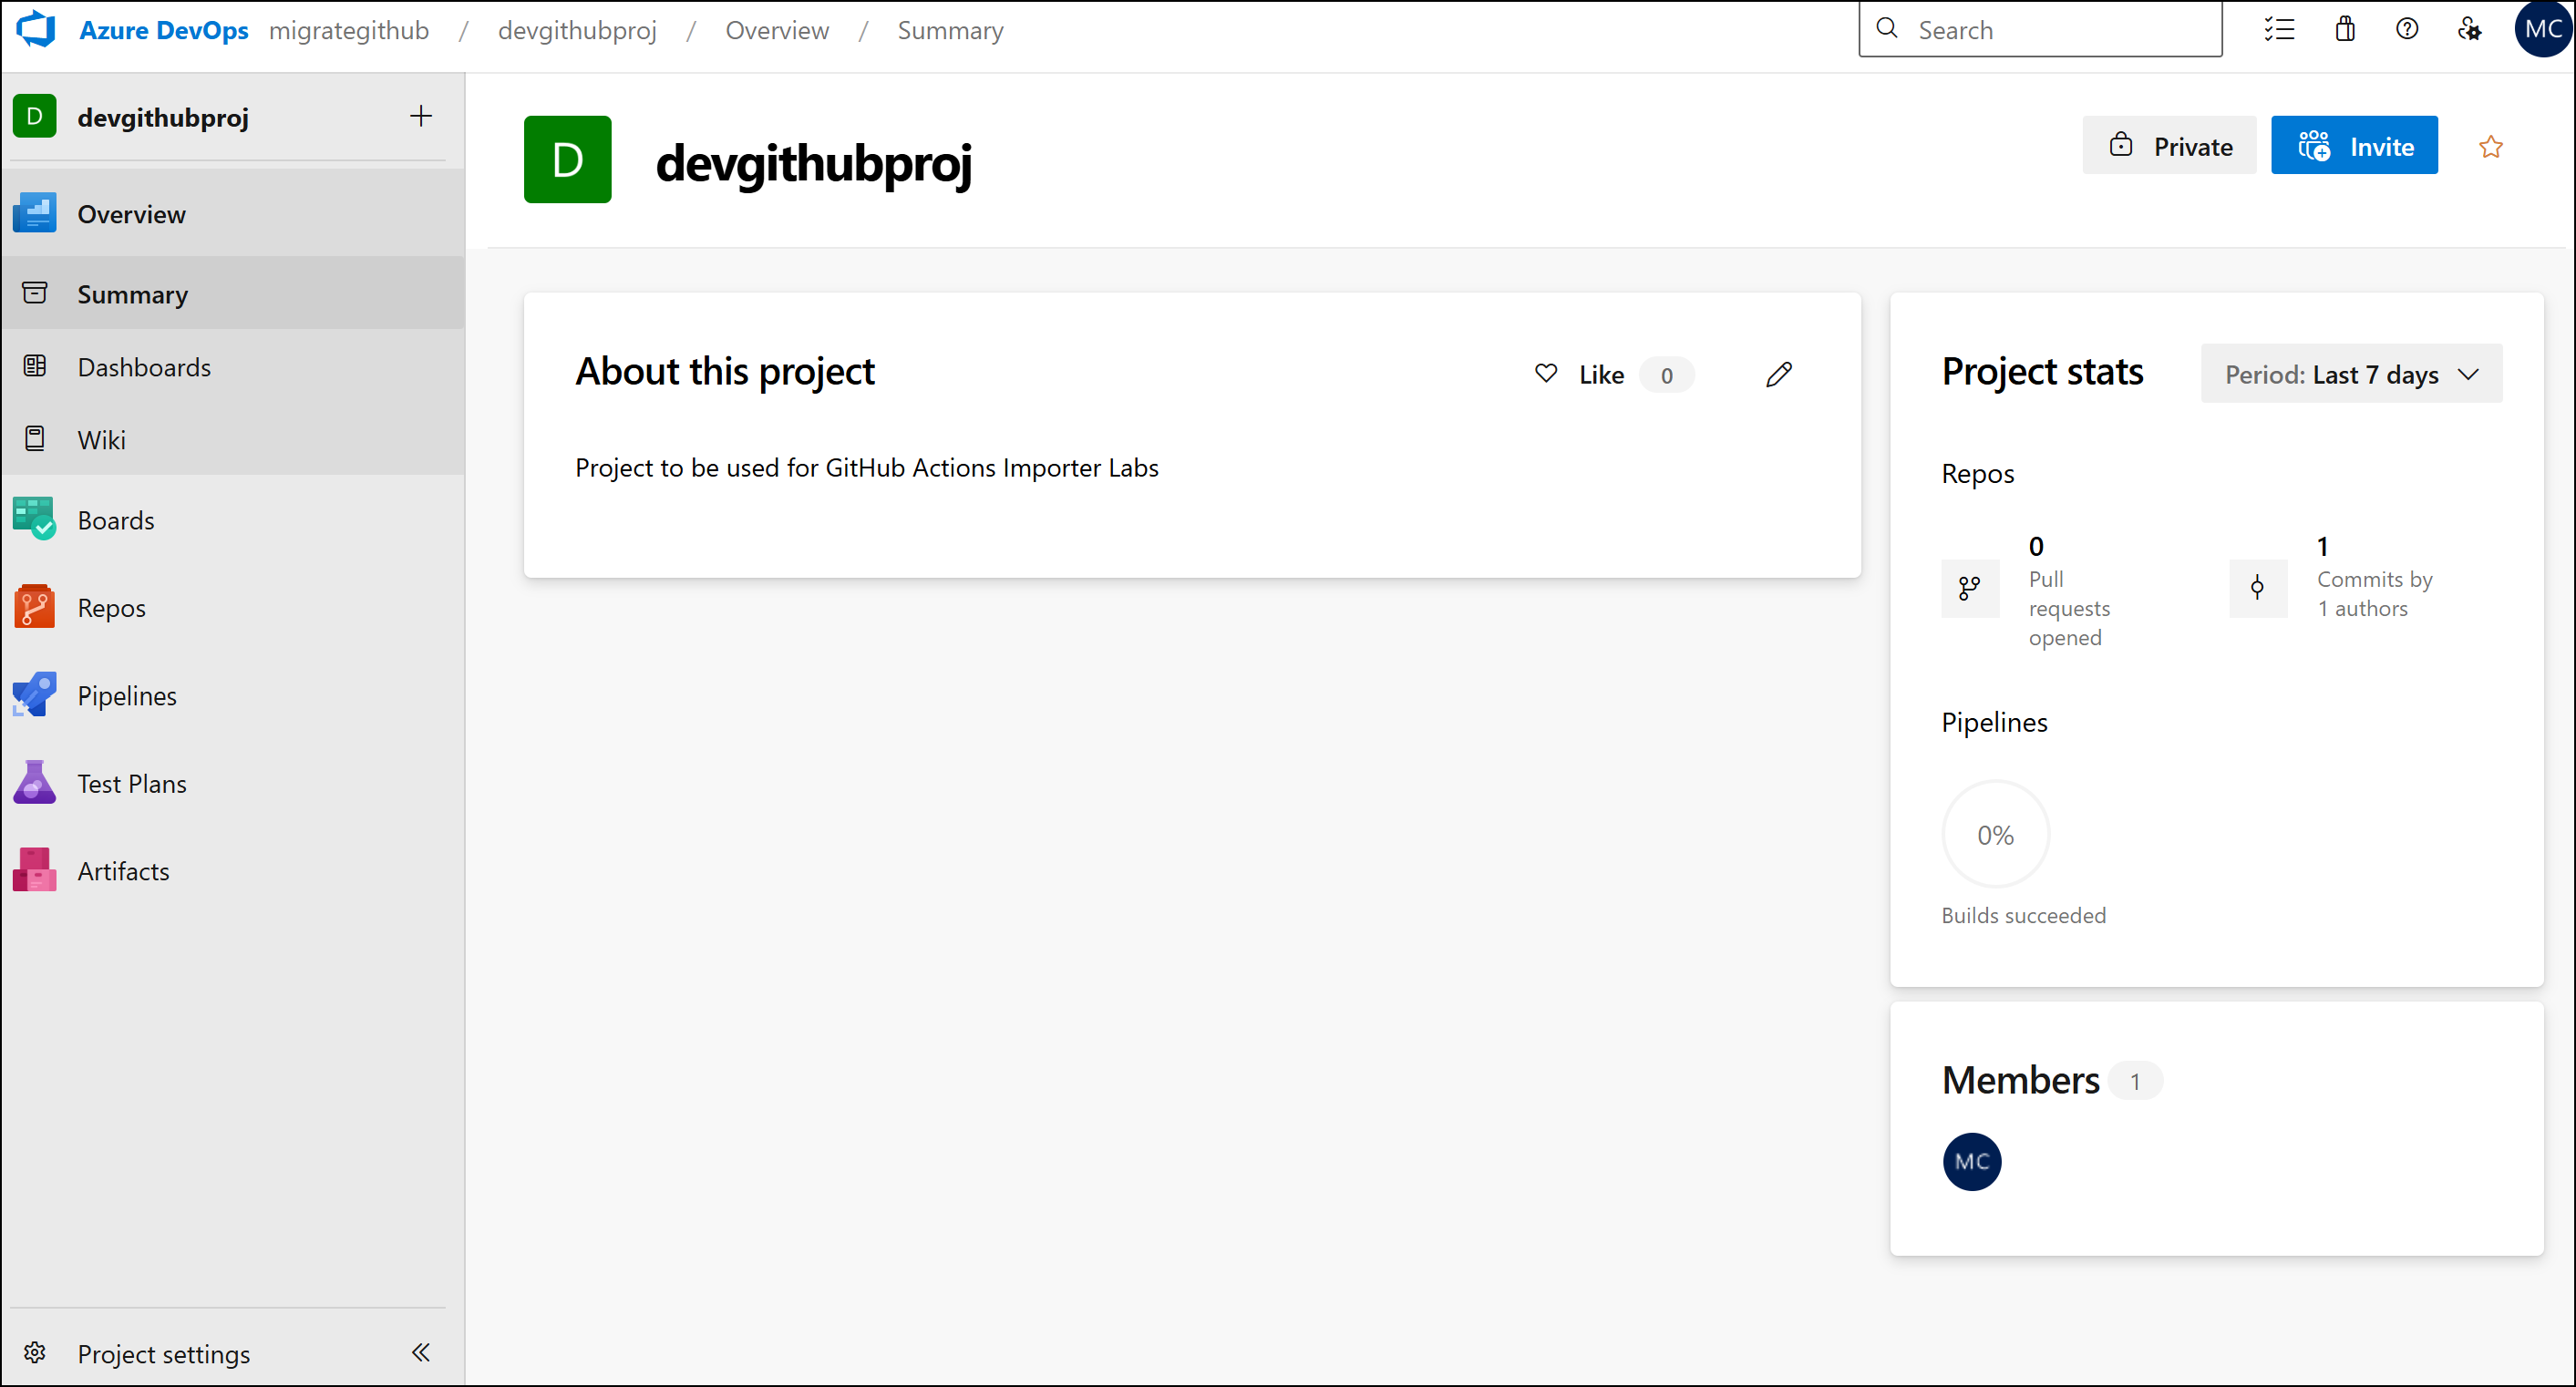 Azure DevOps migrategithub / devgithubproj / Overview / Summary
Search
MC
D devgithubproj
Overview
Summary
Dashboards
Wiki
Boards
Repos
Pipelines
Test Plans
Artifacts
Project settings
D devgithubproj
Private
Invite
About this project
Like 0
Project to be used for GitHub Actions Importer Labs
Project stats
Period: Last 7 days
Repos
0
Pull
requests
opened
1
Commits by
1 authors
Pipelines
0%
Builds succeeded
Members 1
MC